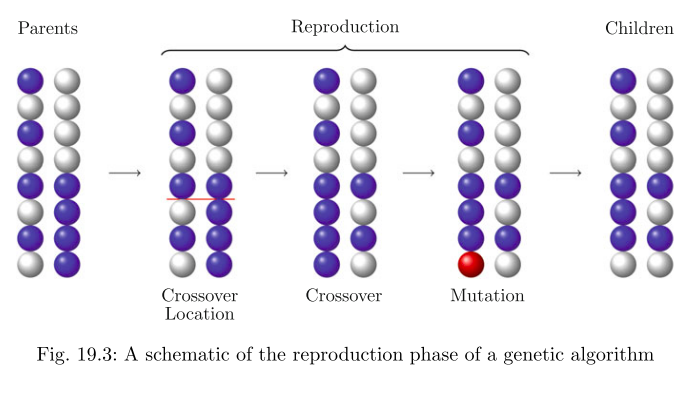 Parents
Reproduction
Children
Crossover
Location
Crossover
Mutation
Fig. 19.3: A schematic of the reproduction phase of a genetic algorithm